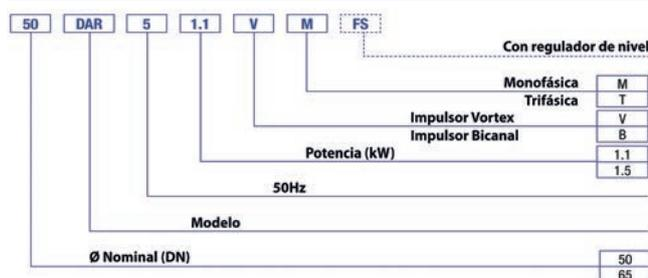 50 DAR 5 1.1 V M FS
Con regulador de nivel
Monofásica M
Trifásica T
Impulsor Vortex V
Impulsor Bicanal B
Potencia (kW) 1.1
1.5
50Hz
Modelo
Ø Nominal (DN) 50
65